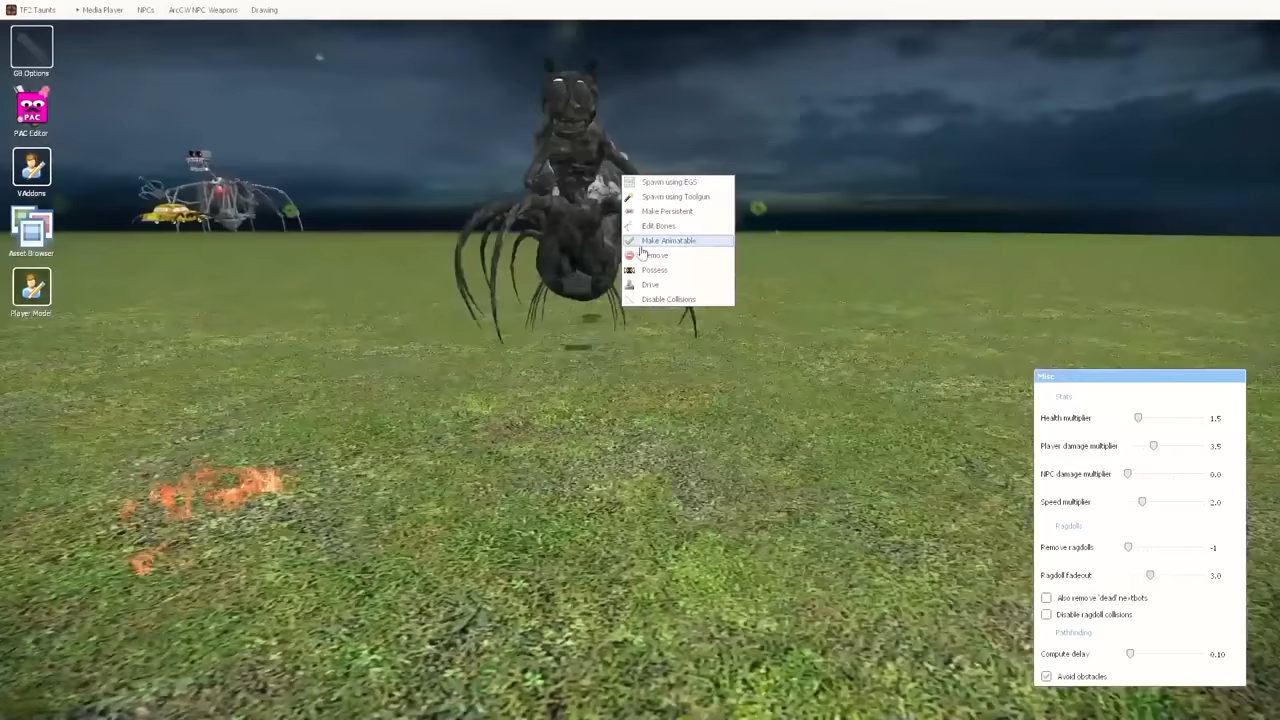 TF2 Taunts
Media Player
NPCs
ArcCW NPC Weapons
Drawing
GB Options
PAC
PAC Editor
VAddons
Asset Browser
Player Model
Spawn using EGS
Spawn using Toolgun
Make Persistent
Edit Bones
Make Animatable
Remove
Possess
Drive
Disable Collisions
Misc
Stats
Health multiplier 1.5
Player damage multiplier 3.5
NPC damage multiplier 0.0
Speed multiplier 2.0
Ragdolls
Remove ragdolls -1
Ragdoll fadeout 3.0
Also remove 'dead' nextbots
Disable ragdoll collisions
Pathfinding
Compute delay 0.10
Avoid obstacles